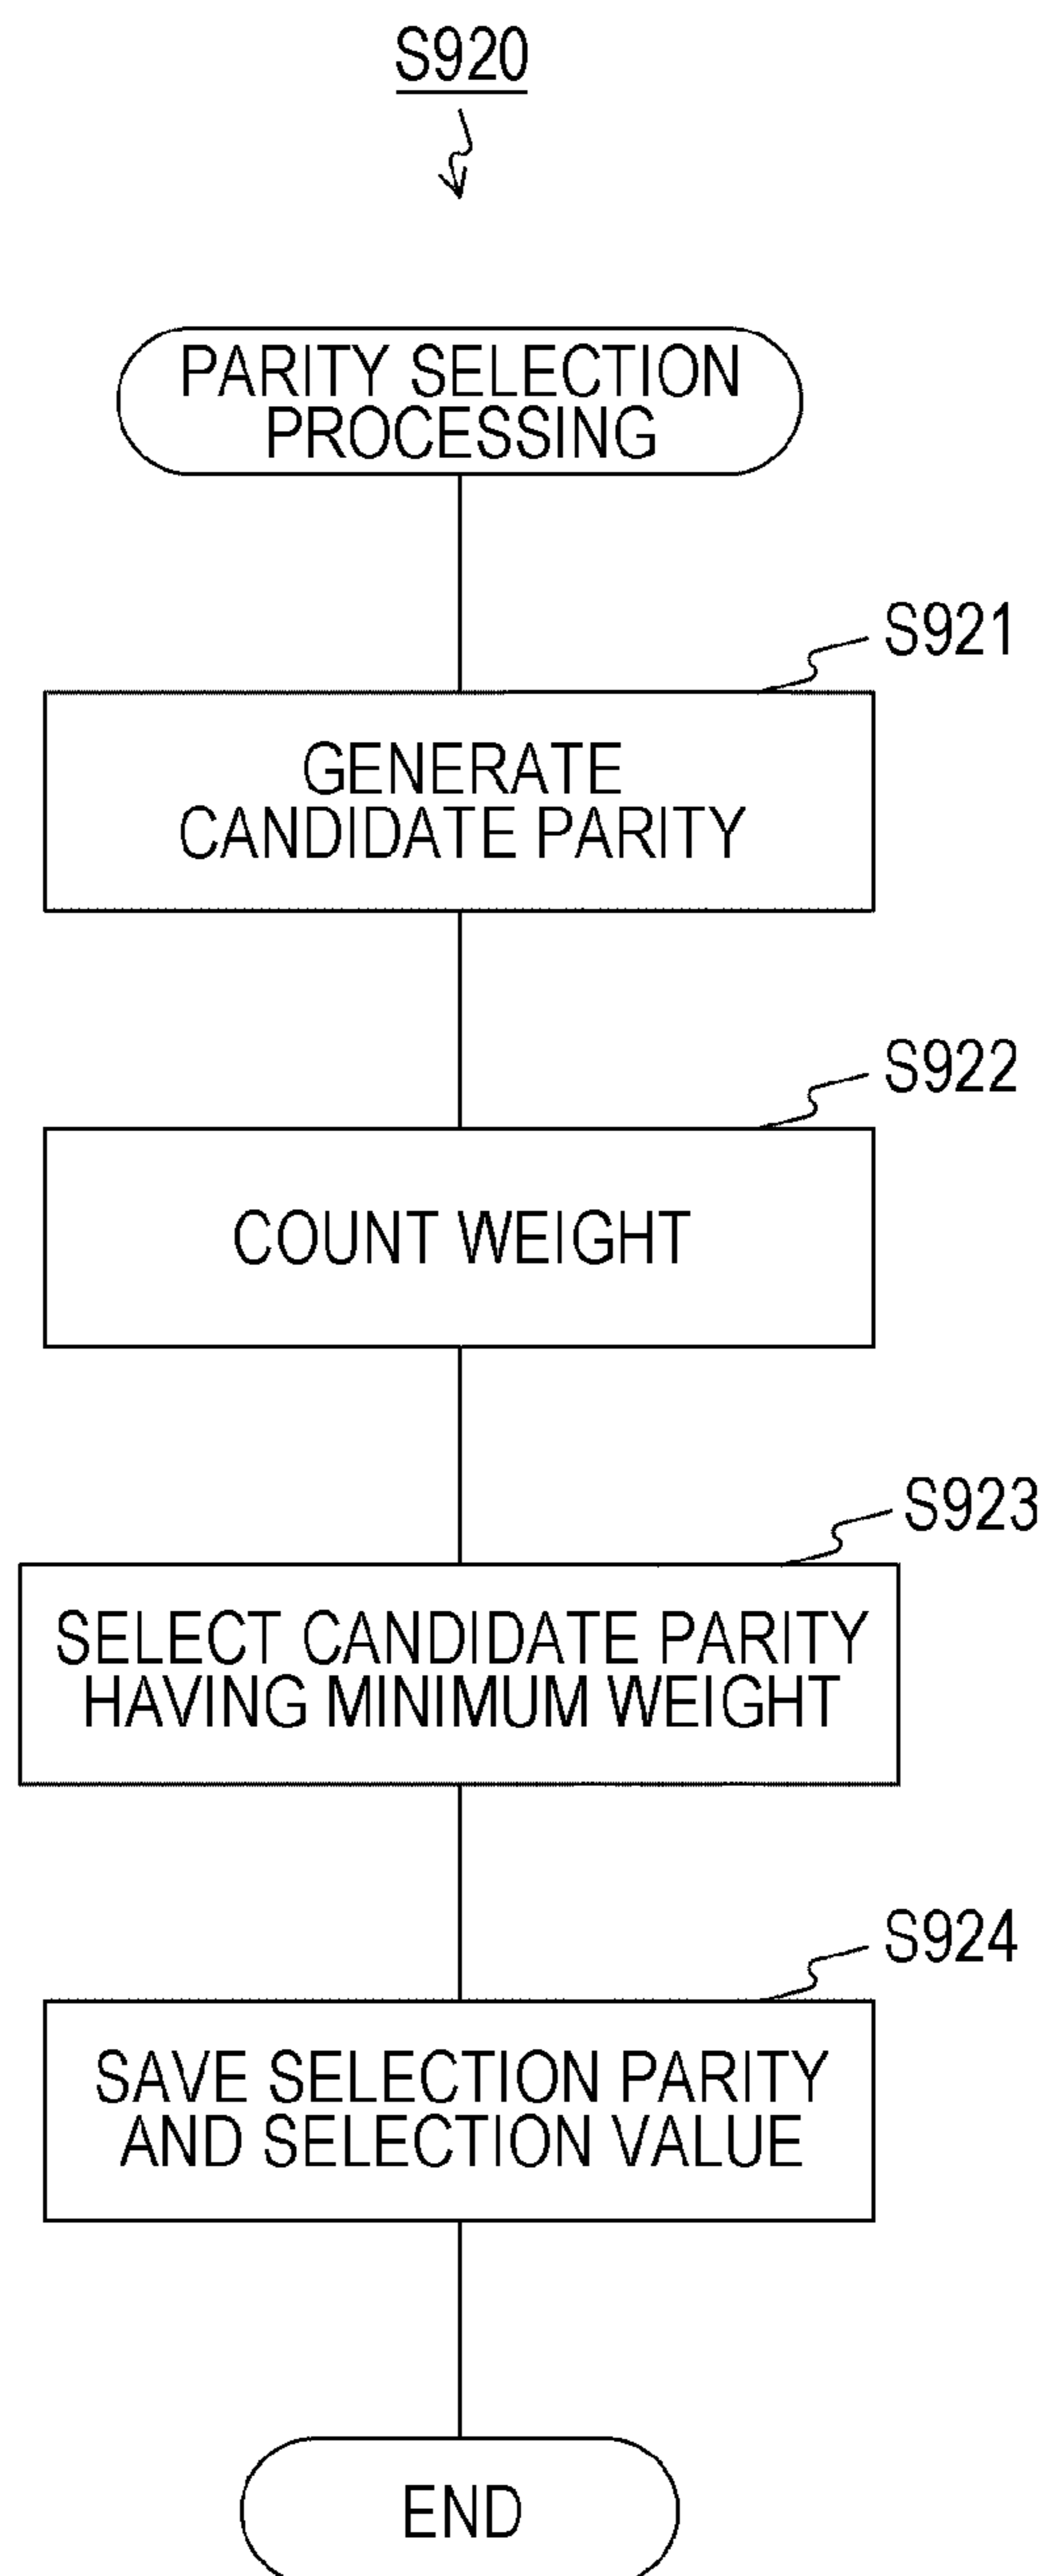 S920
PARITY SELECTION
PROCESSING
S921
GENERATE
CANDIDATE PARITY
S922
COUNT WEIGHT
S923
SELECT CANDIDATE PARITY
HAVING MINIMUM WEIGHT
S924
SAVE SELECTION PARITY
AND SELECTION VALUE
END